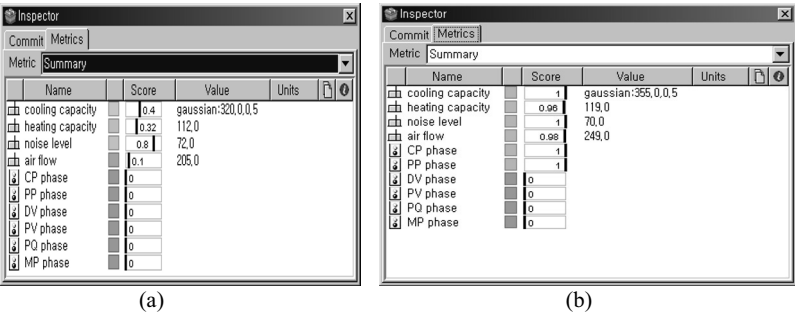 Inspector X
Commit Metrics
Metric Summary
Name Score Value Units
cooling capacity 0.4 gaussian:320,0,0,5
heating capacity 0.32 112,0
noise level 0.8 72,0
air flow 0.1 205,0
CP phase 0
PP phase 0
DV phase 0
PV phase 0
PQ phase 0
MP phase 0
(a)
Inspector X
Commit Metrics
Metric Summary
Name Score Value Units
cooling capacity 1 gaussian:355,0,0,5
heating capacity 0.96 119,0
noise level 1 70,0
air flow 0.98 249,0
CP phase 1
PP phase 1
DV phase 0
PV phase 0
PQ phase 0
MP phase 0
(b)